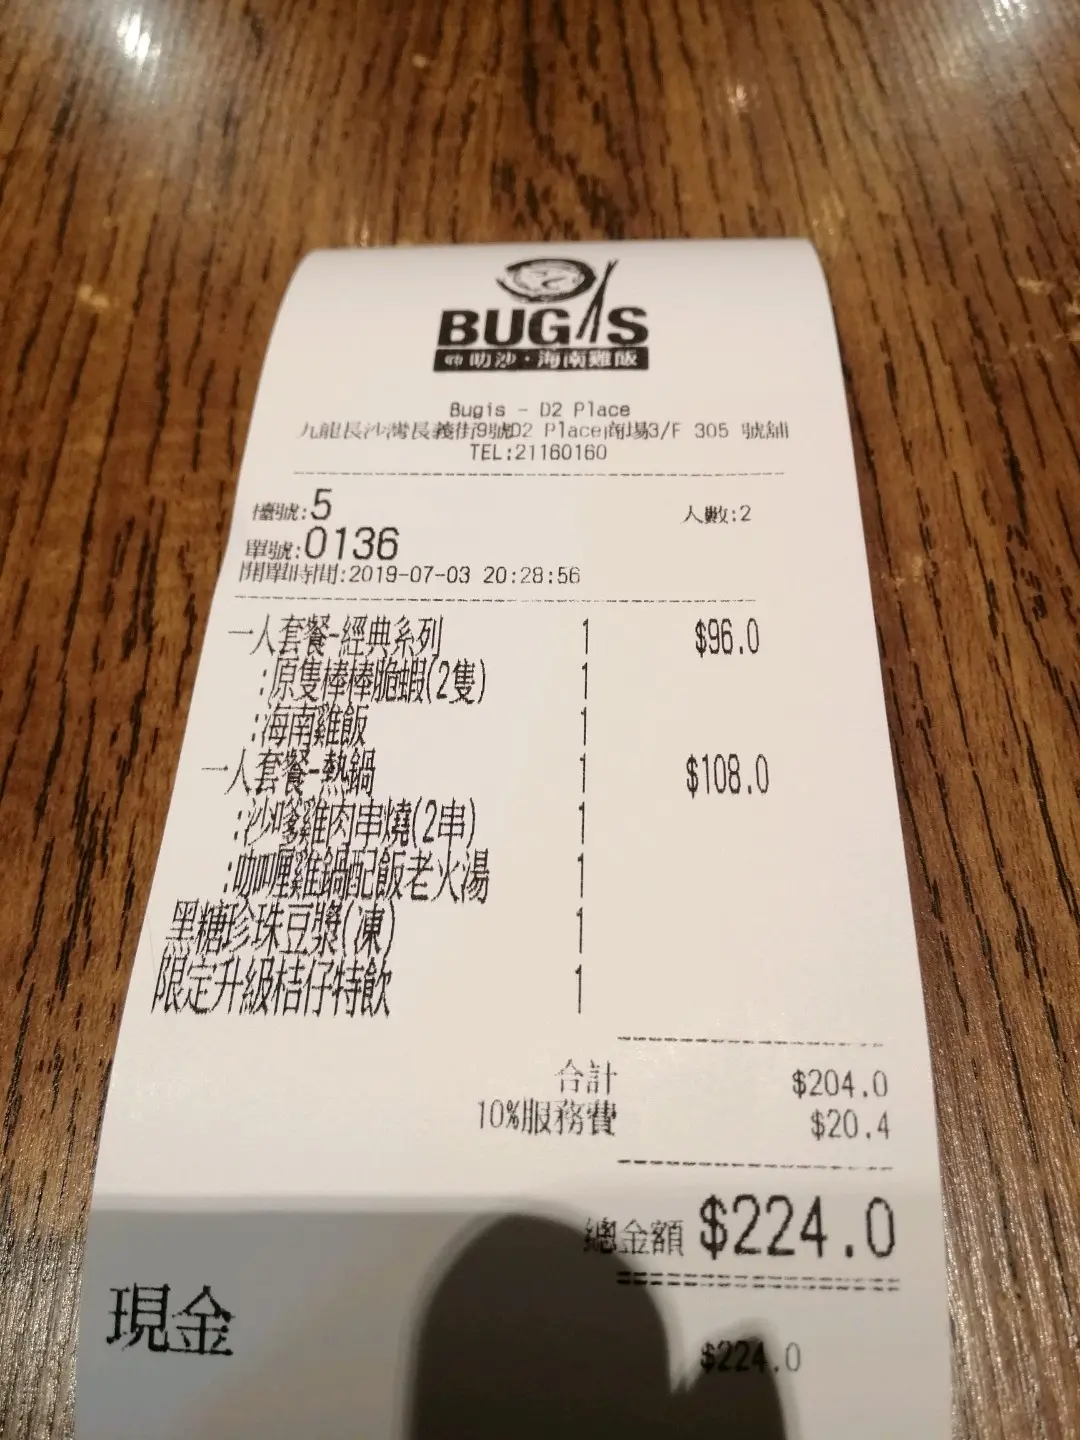 BUGIS
叻沙·海南雞飯
Bugis - D2 Place
九龍長沙灣長義街9號D2 Place商場3/F 305 號舖
TEL:21160160
檯號:5 人數:2
單號:0136
開單時間:2019-07-03 20:28:56
一人套餐-經典系列 1 $96.0
:原隻棒棒脆蝦(2隻) 1
:海南雞飯 1
一人套餐-熱鍋 1 $108.0
:沙嗲雞肉串燒(2串) 1
:咖喱雞鍋配飯老火湯 1
黑糖珍珠豆漿(凍) 1
限定升級桔仔特飲 1
合計 $204.0
10%服務費 $20.4
總金額 $224.0
現金 $224.0